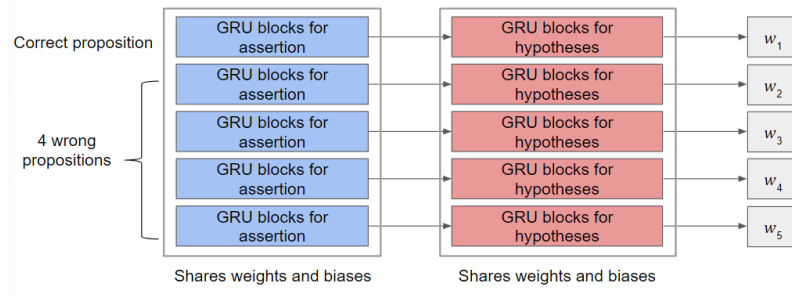 Correct proposition
GRU blocks for
assertion
GRU blocks for
hypotheses
w1
GRU blocks for
assertion
GRU blocks for
hypotheses
w2
4 wrong
propositions
GRU blocks for
assertion
GRU blocks for
hypotheses
w3
GRU blocks for
assertion
GRU blocks for
hypotheses
w4
GRU blocks for
assertion
GRU blocks for
hypotheses
w5
Shares weights and biases
Shares weights and biases